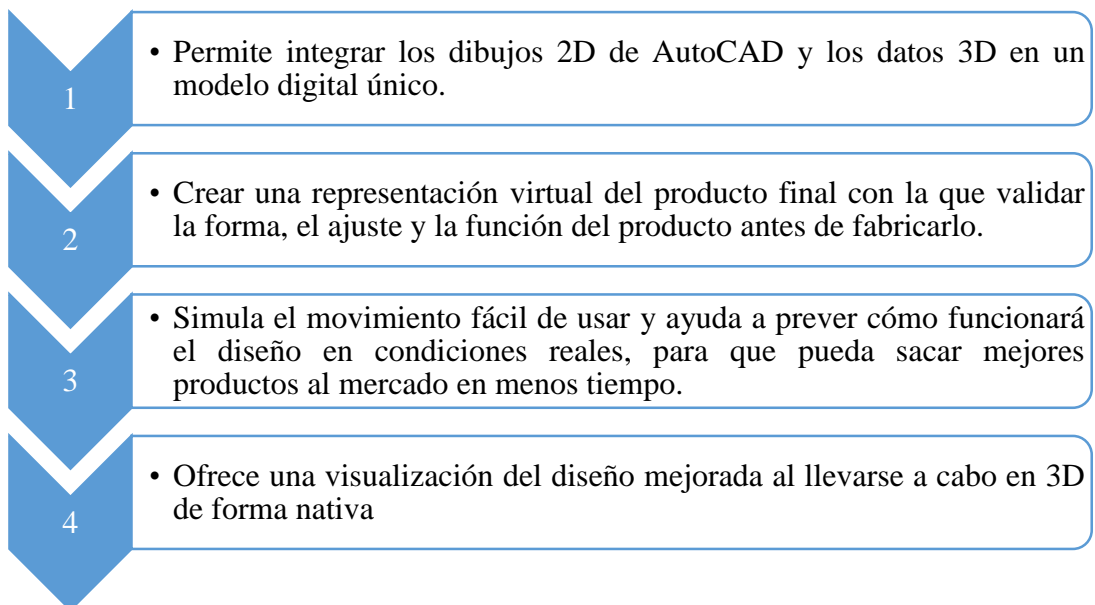 1
• Permite integrar los dibujos 2D de AutoCAD y los datos 3D en un
modelo digital único.
2
• Crear una representación virtual del producto final con la que validar
la forma, el ajuste y la función del producto antes de fabricarlo.
3
• Simula el movimiento fácil de usar y ayuda a prever cómo funcionará
el diseño en condiciones reales, para que pueda sacar mejores
productos al mercado en menos tiempo.
4
• Ofrece una visualización del diseño mejorada al llevarse a cabo en 3D
de forma nativa